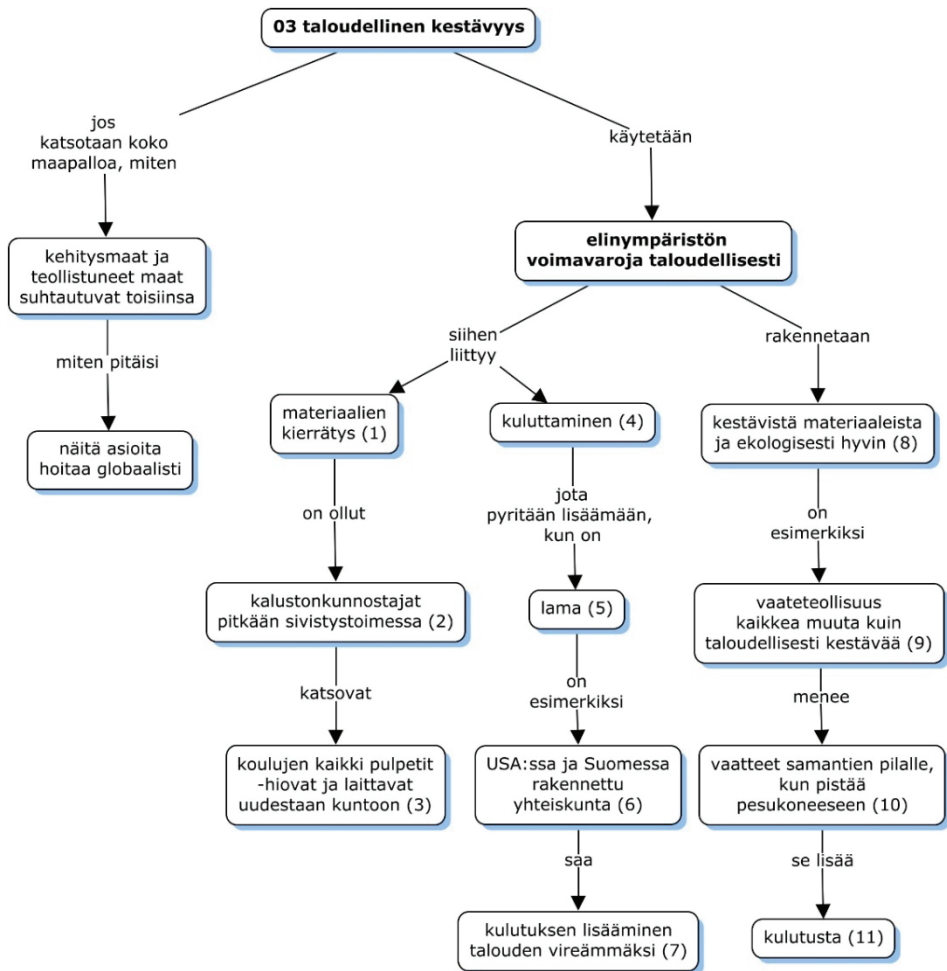 03 taloudellinen kestävyys
jos
katsotaan koko
maapalloa, miten
käytetään
kehitysmaat ja
teollistuneet maat
suhtautuvat toisiinsa
elinympäristön
voimavaroja taloudellisesti
miten pitäisi
siihen
liittyy
rakennetaan
näitä asioita
hoitaa globaalisti
materiaalien
kierrätys (1)
kuluttaminen (4)
kestävistä materiaaleista
ja ekologisesti hyvin (8)
on ollut
jota
pyritään lisäämään,
kun on
on
esimerkiksi
kalustonkunnostajat
pitkään sivistystoimessa (2)
lama (5)
vaateteollisuus
kaikkea muuta kuin
taloudellisesti kestävää (9)
katsovat
on
esimerkiksi
menee
koulujen kaikki pulpetit
-hiovat ja laittavat
uudestaan kuntoon (3)
USA:ssa ja Suomessa
rakennettu
yhteiskunta (6)
vaatteet samantien pilalle,
kun pistää
pesukoneeseen (10)
saa
se lisää
kulutuksen lisääminen
talouden vireämmäksi (7)
kulutusta (11)